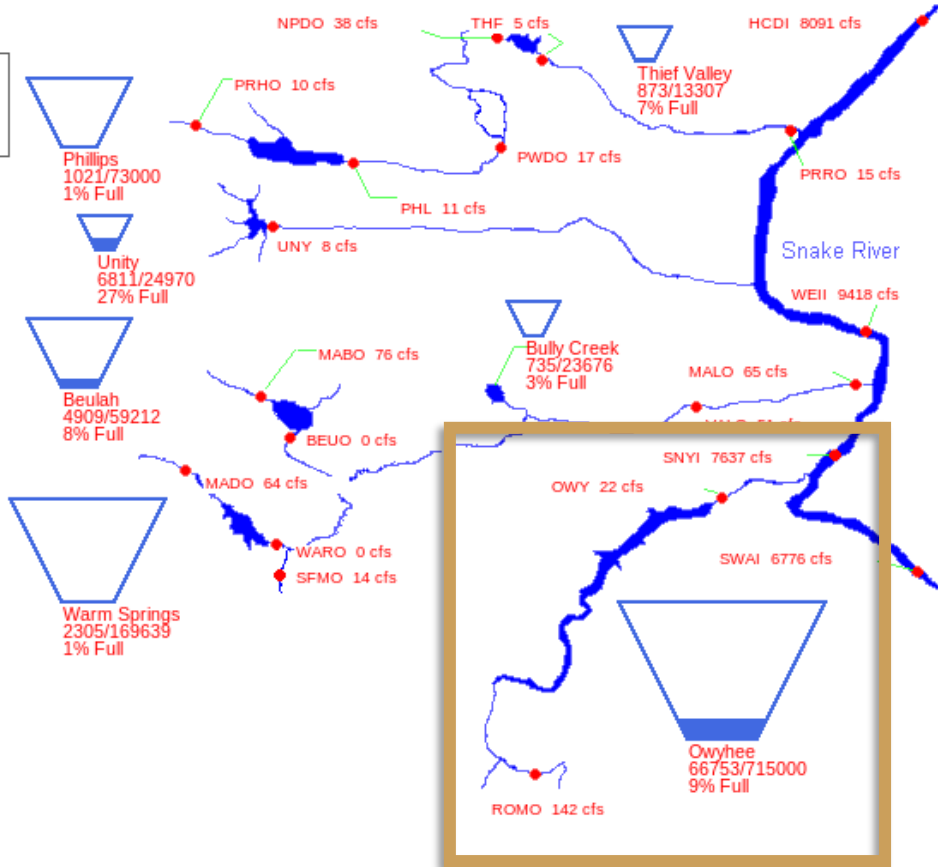 NPDO 38 cfs
THF 5 cfs
HCDI 8091 cfs
Thief Valley
873/13307
7% Full
PRHO 10 cfs
Phillips
1021/73000
1% Full
PWDO 17 cfs
PRRO 15 cfs
PHL 11 cfs
UNY 8 cfs
Unity
6811/24970
27% Full
Snake River
WEII 9418 cfs
MABO 76 cfs
Bully Creek
735/23676
3% Full
MALO 65 cfs
Beulah
4909/59212
8% Full
BEUO 0 cfs
SNYI 7637 cfs
MADO 64 cfs
OWY 22 cfs
WARO 0 cfs
SFMO 14 cfs
SWAI 6776 cfs
Warm Springs
2305/169639
1% Full
Owyhee
66753/715000
9% Full
ROMO 142 cfs